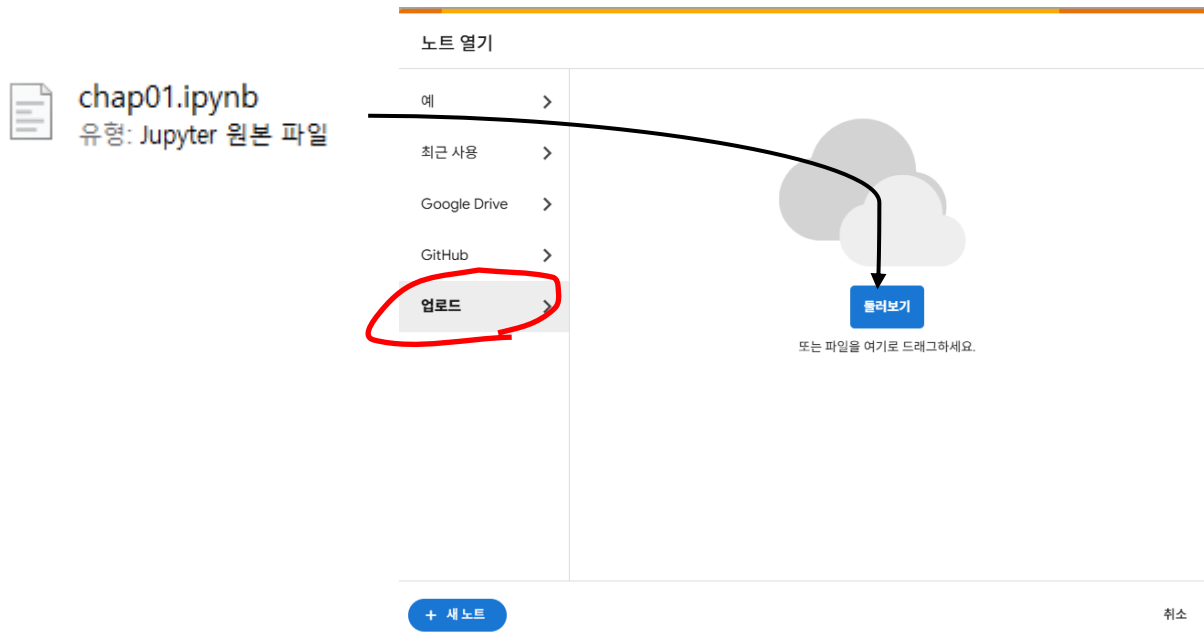 chap01.ipynb
유형: Jupyter 원본 파일
노트 열기
예
최근 사용
Google Drive
GitHub
업로드
둘러보기
또는 파일을 여기로 드래그하세요.
+ 새 노트
취소